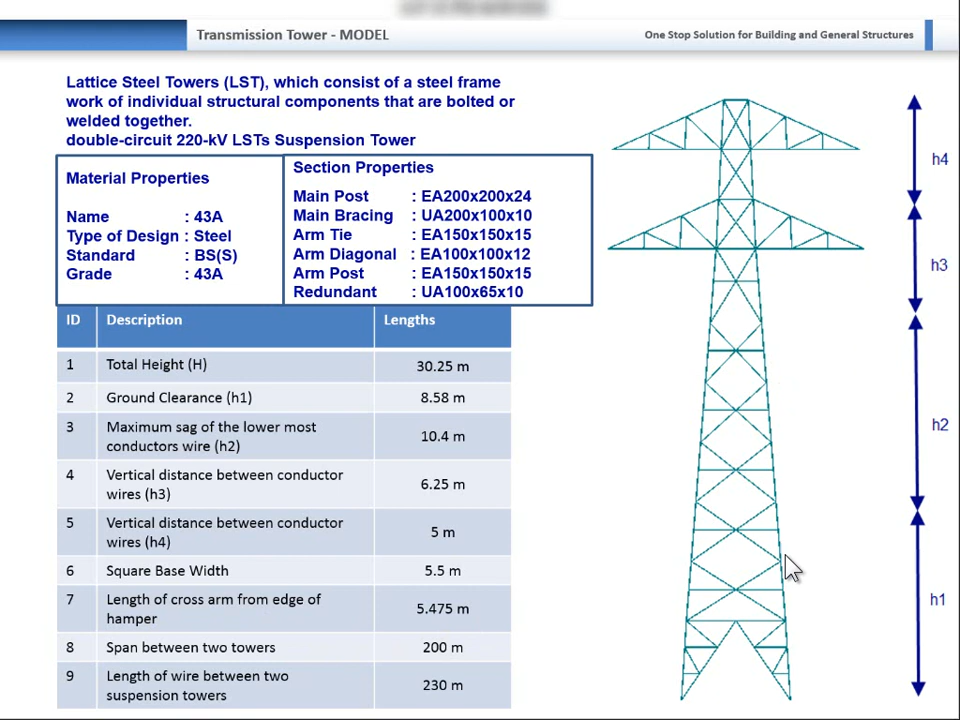 Transmission Tower - MODEL
One Stop Solution for Building and General Structures
Lattice Steel Towers (LST), which consist of a steel frame
work of individual structural components that are bolted or
welded together.
double-circuit 220-kV LSTs Suspension Tower
Material Properties
Name : 43A
Type of Design : Steel
Standard : BS(S)
Grade : 43A
Section Properties
Main Post : EA200x200x24
Main Bracing : UA200x100x10
Arm Tie : EA150x150x15
Arm Diagonal : EA100x100x12
Arm Post : EA150x150x15
Redundant : UA100x65x10
ID Description Lengths
1 Total Height (H) 30.25 m
2 Ground Clearance (h1) 8.58 m
3 Maximum sag of the lower most
conductors wire (h2) 10.4 m
4 Vertical distance between conductor
wires (h3) 6.25 m
5 Vertical distance between conductor
wires (h4) 5 m
6 Square Base Width 5.5 m
7 Length of cross arm from edge of
hamper 5.475 m
8 Span between two towers 200 m
9 Length of wire between two
suspension towers 230 m
h4
h3
h2
h1